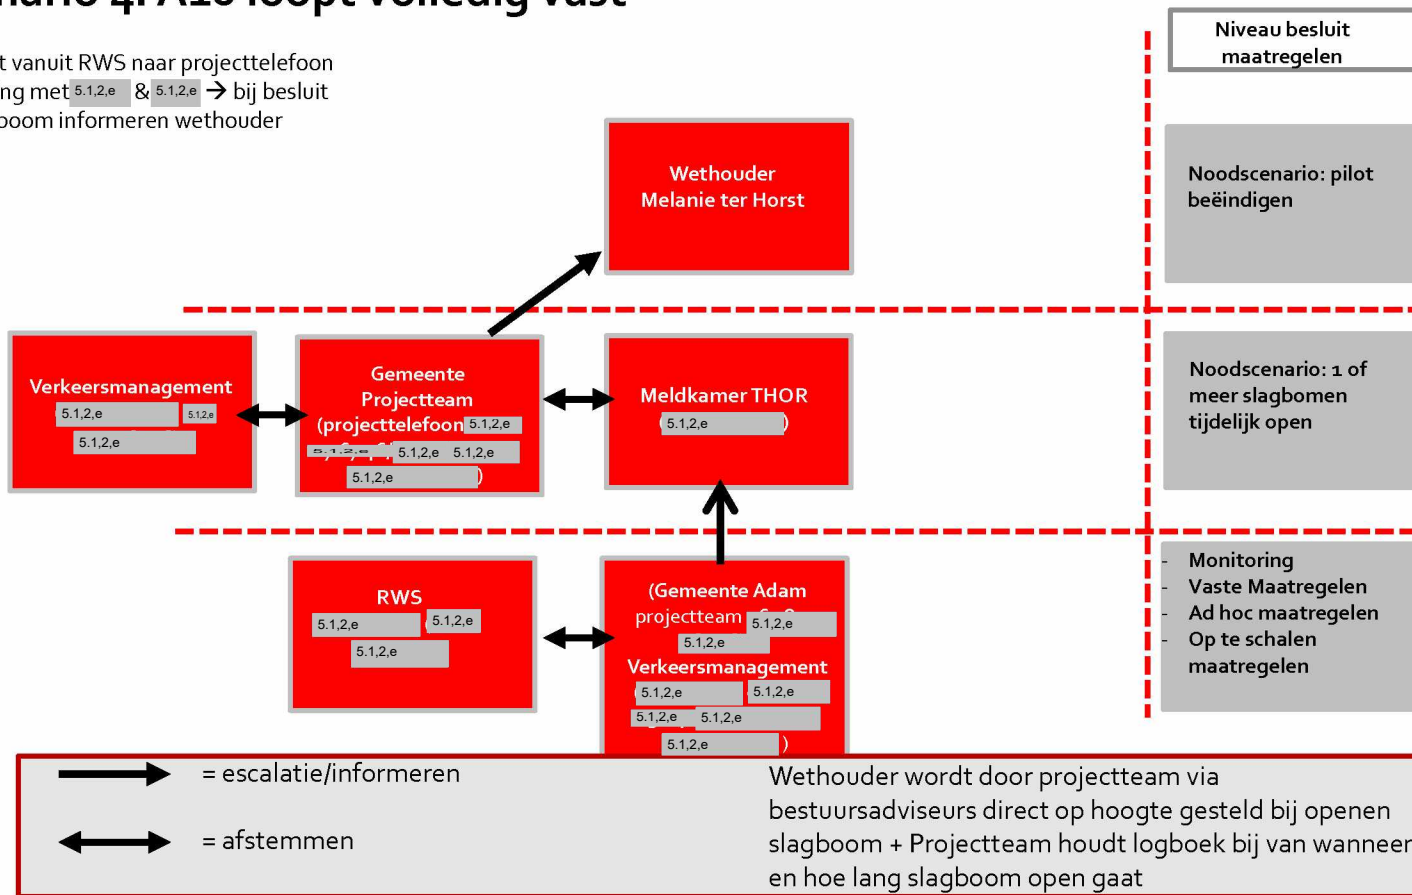 t vanuit RWS naar projecttelefoon
ng met 5.1,2,e & 5.1,2,e → bij besluit
boom informeren wethouder
Niveau besluit
maatregelen
Wethouder
Melanie ter Horst
Noodscenario: pilot
beëindigen
Verkeersmanagement
5.1,2,e 5.1,2,e
5.1,2,e
Gemeente
Projectteam
(projecttelefoon 5.1,2,e
5.1,2,e 5.1,2,e
5.1,2,e )
Meldkamer THOR
( 5.1,2,e )
Noodscenario: 1 of
meer slagbomen
tijdelijk open
RWS
5.1,2,e ( 5.1,2,e
5.1,2,e
(Gemeente Adam
projectteam 5.1,2,e
5.1,2,e
Verkeersmanagement
( 5.1,2,e 5.1,2,e
5.1,2,e 5.1,2,e
5.1,2,e )
- Monitoring
- Vaste Maatregelen
- Ad hoc maatregelen
- Op te schalen
maatregelen
= escalatie/informeren
= afstemmen
Wethouder wordt door projectteam via
bestuursadviseurs direct op hoogte gesteld bij openen
slagboom + Projectteam houdt logboek bij van wanneer
en hoe lang slagboom open gaat